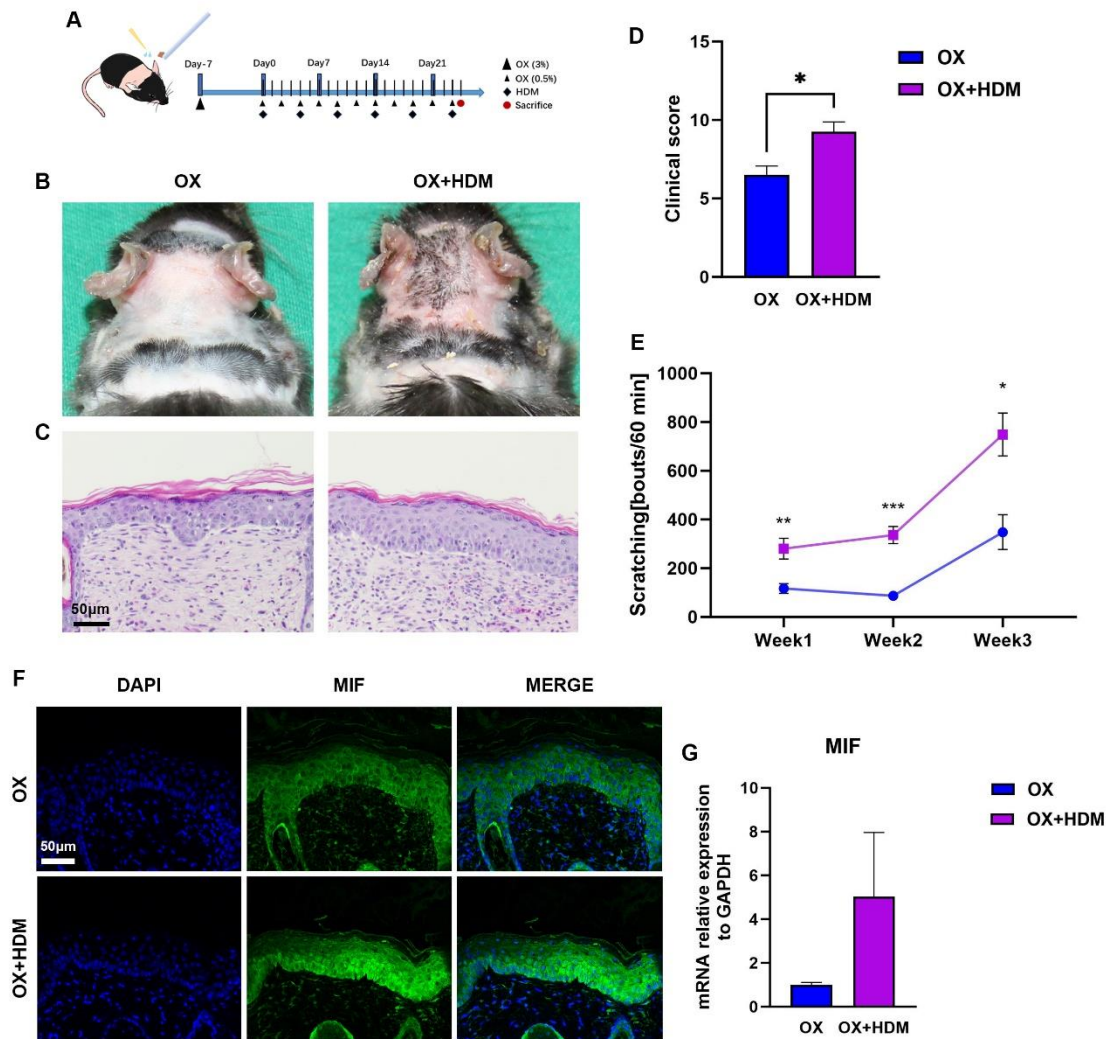 A
Day-7
Day0
Day7
Day14
Day21
OX (3%)
OX (0.5%)
HDM
Sacrifice
B
OX
OX+HDM
C
50μm
D
15
10
5
0
Clinical score
*
OX
OX+HDM
OX
OX+HDM
E
1000
800
600
400
200
0
Scratching[bouts/60 min]
**
***
*
Week1
Week2
Week3
F
DAPI
MIF
MERGE
OX
50μm
OX+HDM
G
MIF
10
8
6
4
2
0
mRNA relative expression
to GAPDH
OX
OX+HDM
OX
OX+HDM